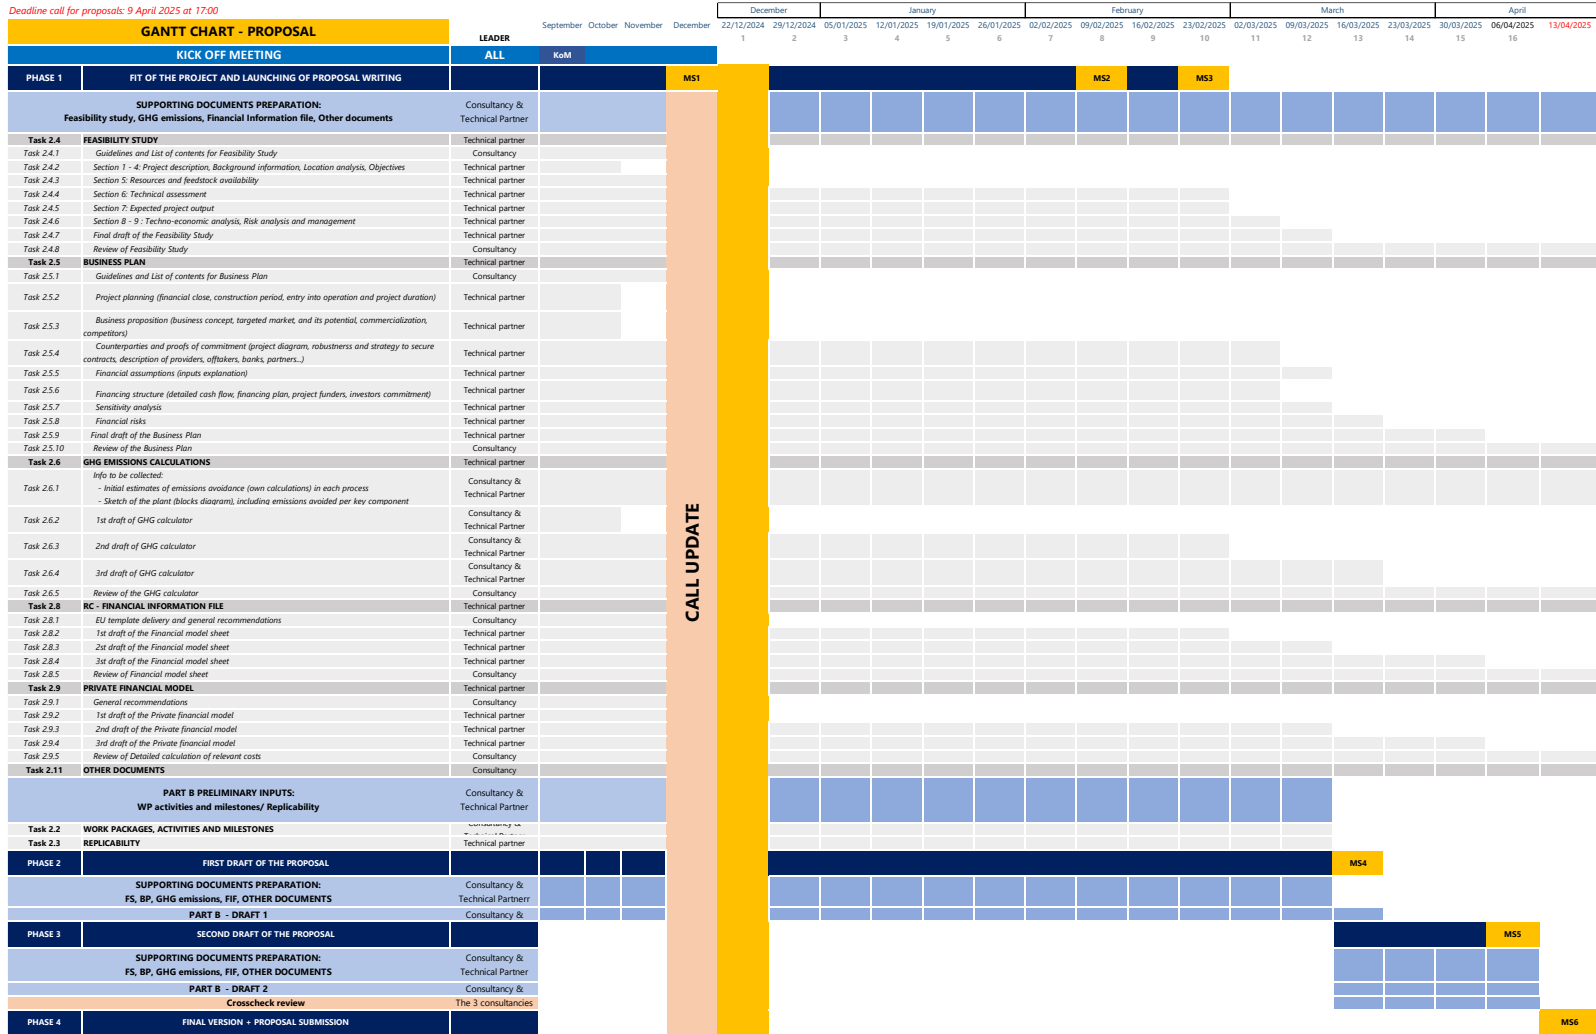 Deadline call for proposals: 9 April 2025 at 17:00
December January February March April
GANTT CHART - PROPOSAL
LEADER
September October November December 22/12/2024 29/12/2024 05/01/2025 12/01/2025 19/01/2025 26/01/2025 02/02/2025 09/02/2025 16/02/2025 23/02/2025 02/03/2025 09/03/2025 16/03/2025 23/03/2025 30/03/2025 06/04/2025 13/04/2025
1 2 3 4 5 6 7 8 9 10 11 12 13 14 15 16
KICK OFF MEETING ALL KoM
PHASE 1 FIT OF THE PROJECT AND LAUNCHING OF PROPOSAL WRITING MS1 MS2 MS3
SUPPORTING DOCUMENTS PREPARATION:
Feasibility study, GHG emissions, Financial Information file, Other documents
Consultancy &
Technical Partner
Task 2.4 FEASIBILITY STUDY Technical partner
Task 2.4.1 Guidelines and List of contents for Feasibility Study Consultancy
Task 2.4.2 Section 1 - 4: Project description, Background information, Location analysis, Objectives Technical partner
Task 2.4.3 Section 5: Resources and feedstock availability Technical partner
Task 2.4.4 Section 6: Technical assessment Technical partner
Task 2.4.5 Section 7: Expected project output Technical partner
Task 2.4.6 Section 8 - 9 : Techno-economic analysis, Risk analysis and management Technical partner
Task 2.4.7 Final draft of the Feasibility Study Technical partner
Task 2.4.8 Review of Feasibility Study Consultancy
Task 2.5 BUSINESS PLAN Technical partner
Task 2.5.1 Guidelines and List of contents for Business Plan Consultancy
Task 2.5.2 Project planning (financial close, construction period, entry into operation and project duration) Technical partner
Task 2.5.3 Business proposition (business concept, targeted market, and its potential, commercialization,
competitors) Technical partner
Task 2.5.4 Counterparties and proofs of commitment (project diagram, robustnerss and strategy to secure
contracts, description of providers, offtakers, banks, partners...) Technical partner
Task 2.5.5 Financial assumptions (inputs explanation) Technical partner
Task 2.5.6 Financing structure (detailed cash flow, financing plan, project funders, investors commitment) Technical partner
Task 2.5.7 Sensitivity analysis Technical partner
Task 2.5.8 Financial risks Technical partner
Task 2.5.9 Final draft of the Business Plan Technical partner
Task 2.5.10 Review of the Business Plan Consultancy
Task 2.6 GHG EMISSIONS CALCULATIONS Technical partner
Task 2.6.1 Info to be collected:
- Initial estimates of emissions avoidance (own calculations) in each process
- Sketch of the plant (blocks diagram), including emissions avoided per key component
Consultancy &
Technical Partner
Task 2.6.2 1st draft of GHG calculator Consultancy &
Technical Partner
Task 2.6.3 2nd draft of GHG calculator Consultancy &
Technical Partner
Task 2.6.4 3rd draft of GHG calculator Consultancy &
Technical Partner
Task 2.6.5 Review of the GHG calculator Consultancy
CALL UPDATE
Task 2.8 RC - FINANCIAL INFORMATION FILE Technical partner
Task 2.8.1 EU template delivery and general recommendations Consultancy
Task 2.8.2 1st draft of the Financial model sheet Technical partner
Task 2.8.3 2st draft of the Financial model sheet Technical partner
Task 2.8.4 3st draft of the Financial model sheet Technical partner
Task 2.8.5 Review of Financial model sheet Consultancy
Task 2.9 PRIVATE FINANCIAL MODEL Technical partner
Task 2.9.1 General recommendations Consultancy
Task 2.9.2 1st draft of the Private financial model Technical partner
Task 2.9.3 2nd draft of the Private financial model Technical partner
Task 2.9.4 3rd draft of the Private financial model Technical partner
Task 2.9.5 Review of Detailed calculation of relevant costs Consultancy
Task 2.11 OTHER DOCUMENTS Consultancy
PART B PRELIMINARY INPUTS:
WP activities and milestones/ Replicability
Consultancy &
Technical Partner
Task 2.2 WORK PACKAGES, ACTIVITIES AND MILESTONES Consultancy &
Technical Partner
Task 2.3 REPLICABILITY Technical partner
PHASE 2 FIRST DRAFT OF THE PROPOSAL MS4
SUPPORTING DOCUMENTS PREPARATION:
FS, BP, GHG emissions, FIF, OTHER DOCUMENTS
Consultancy &
Technical Partnerr
PART B - DRAFT 1 Consultancy &
PHASE 3 SECOND DRAFT OF THE PROPOSAL MS5
SUPPORTING DOCUMENTS PREPARATION:
FS, BP, GHG emissions, FIF, OTHER DOCUMENTS
Consultancy &
Technical Partner
PART B - DRAFT 2 Consultancy &
Crosscheck review The 3 consultancies
PHASE 4 FINAL VERSION + PROPOSAL SUBMISSION MS6